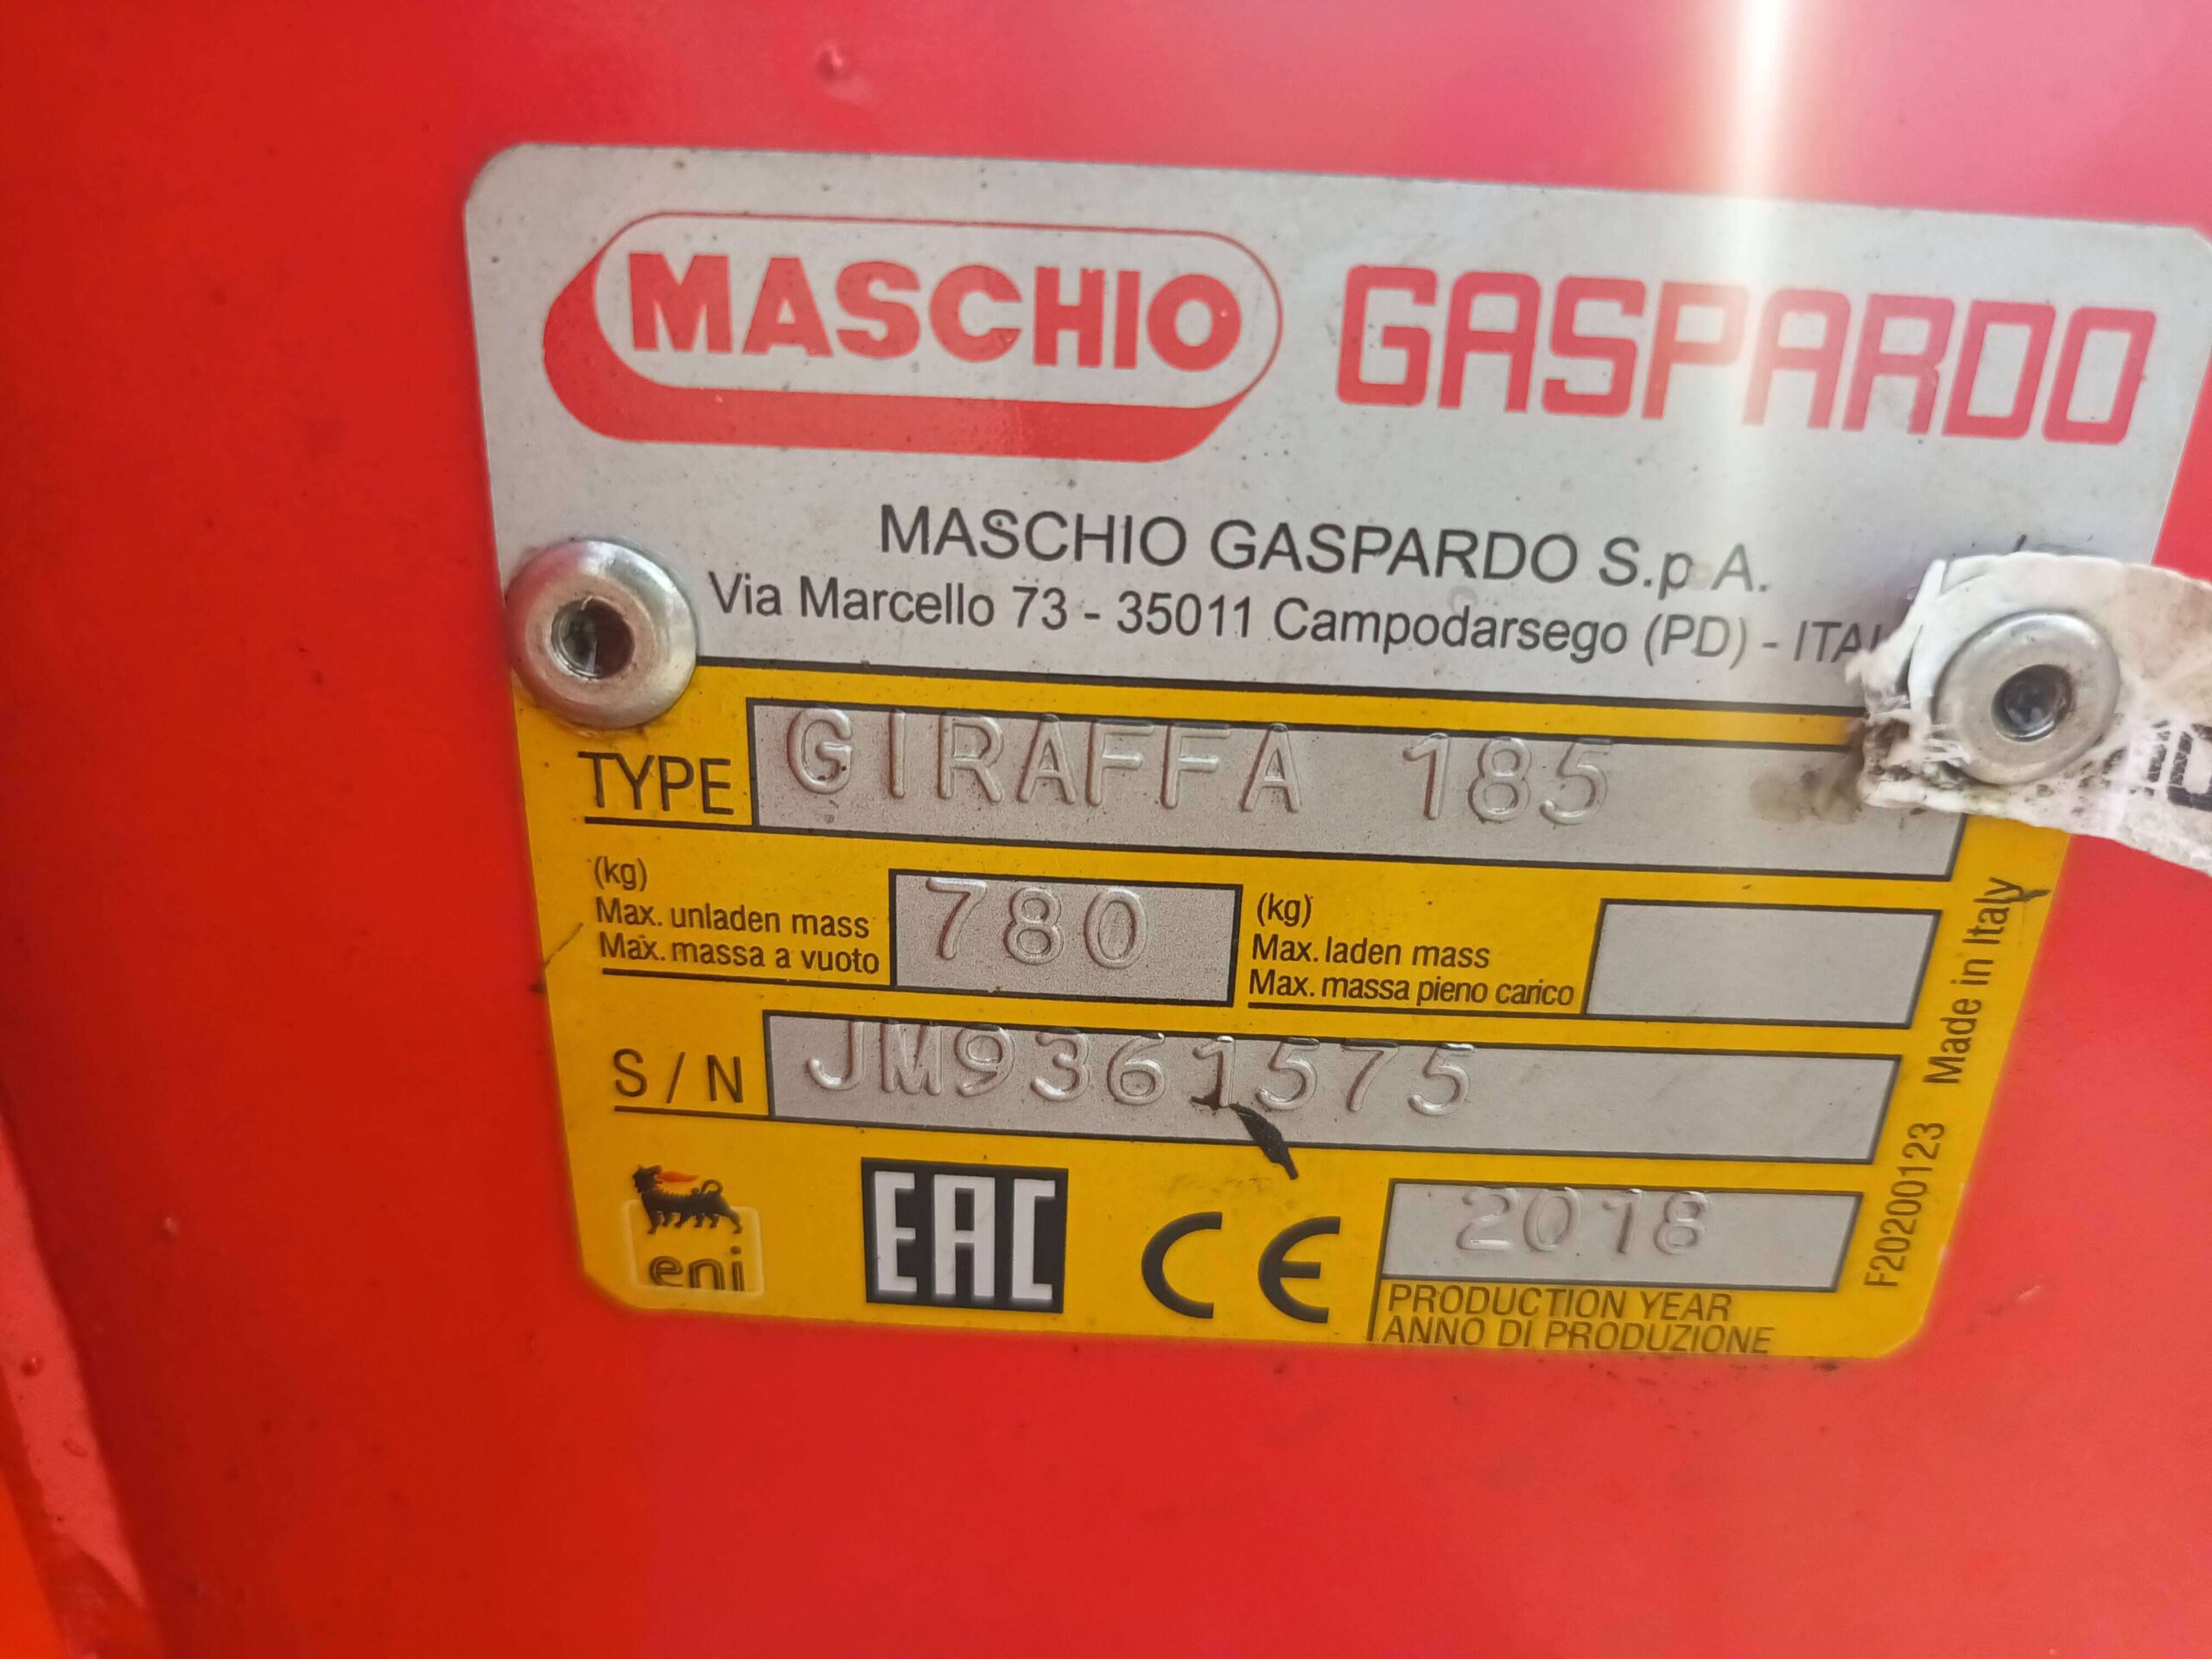 MASCHIO GASPARDO
MASCHIO GASPARDO S.p.A.
Via Marcello 73 - 35011 Campodarsego (PD) - ITAL
TYPE GIRAFFA 185
(kg)
Max. unladen mass
Max. massa a vuoto
780
(kg)
Max. laden mass
Max. massa pieno carico
S/N JM9361575
eni
EAC
CE
2018
PRODUCTION YEAR
ANNO DI PRODUZIONE
F20200123 Made in Italy